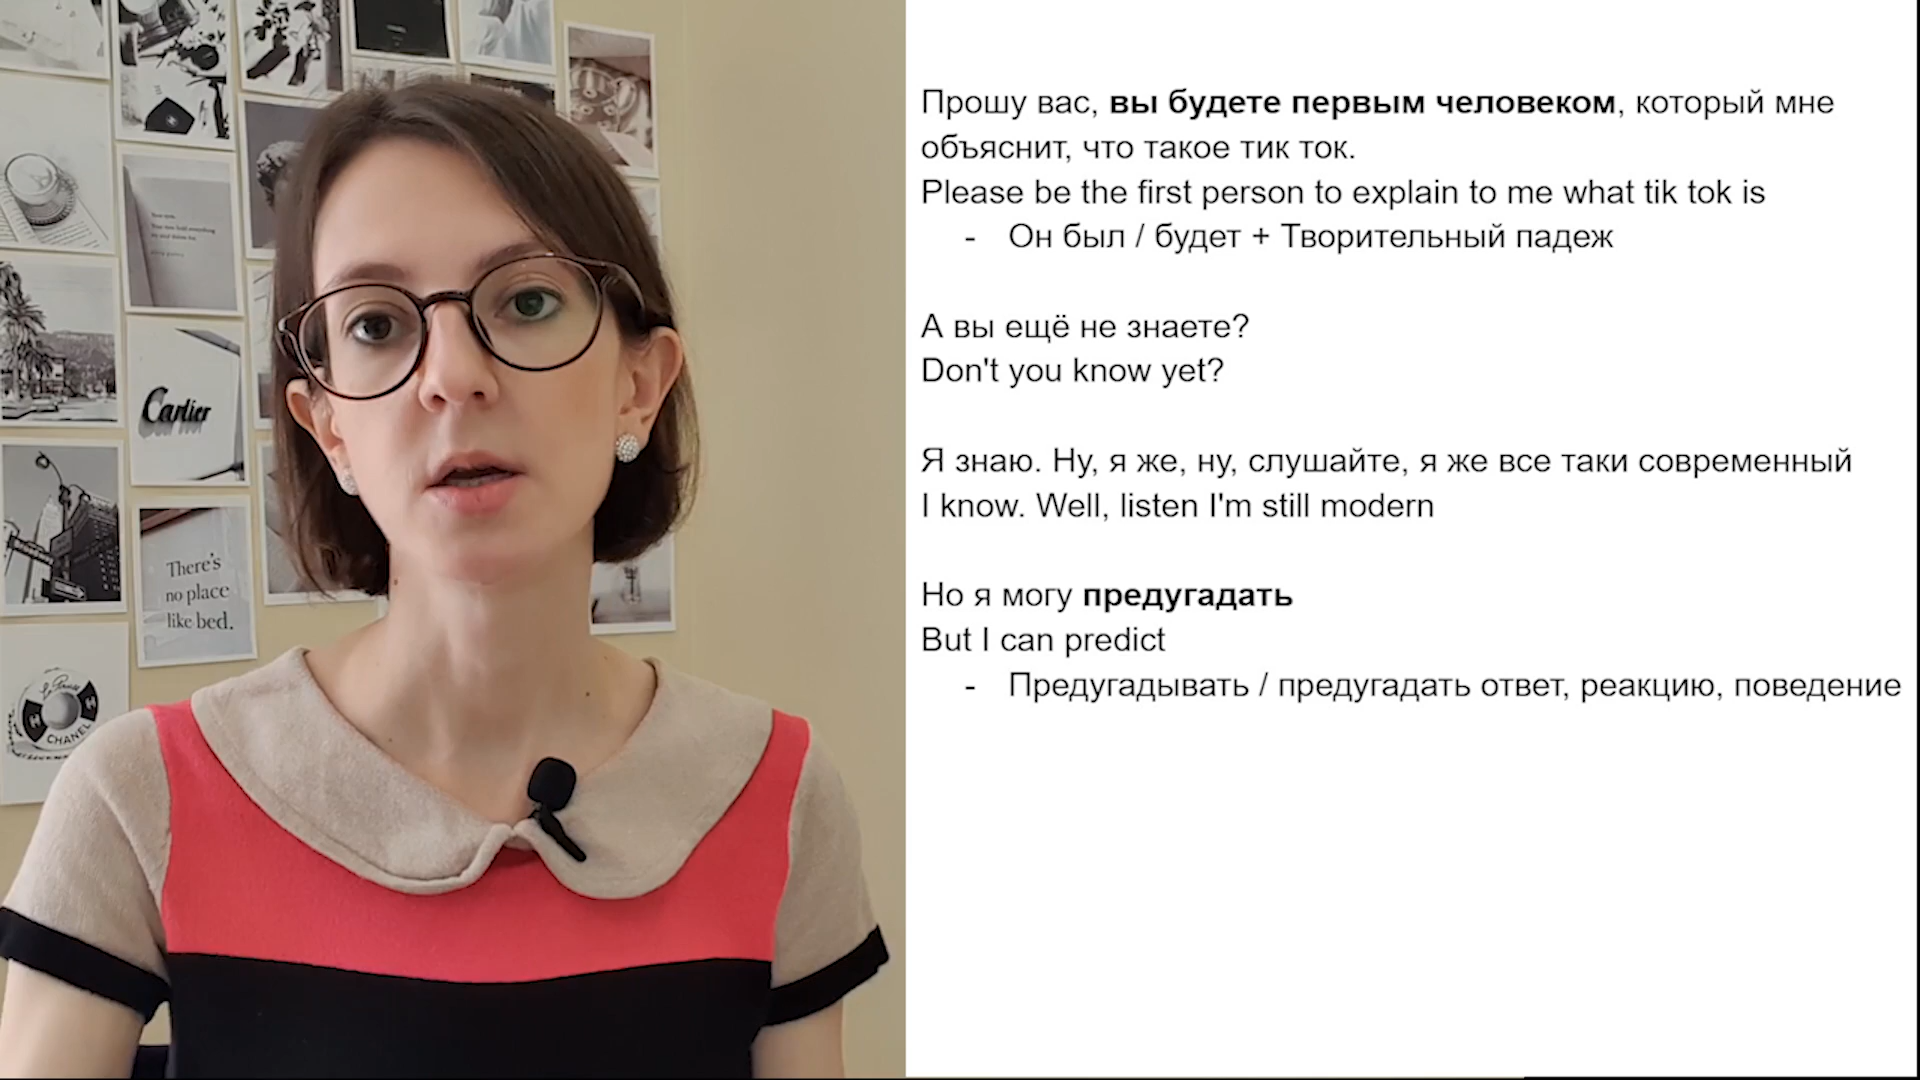 Прошу вас, вы будете первым человеком, который мне
объяснит, что такое тик ток.
Please be the first person to explain to me what tik tok is
- Он был / будет + Творительный падеж
А вы ещё не знаете?
Don't you know yet?
Я знаю. Ну, я же, ну, слушайте, я же все таки современный
I know. Well, listen I'm still modern
Но я могу предугадать
But I can predict
- Предугадывать / предугадать ответ, реакцию, поведение
Cartier
There's
no place
like bed.
CHANEL